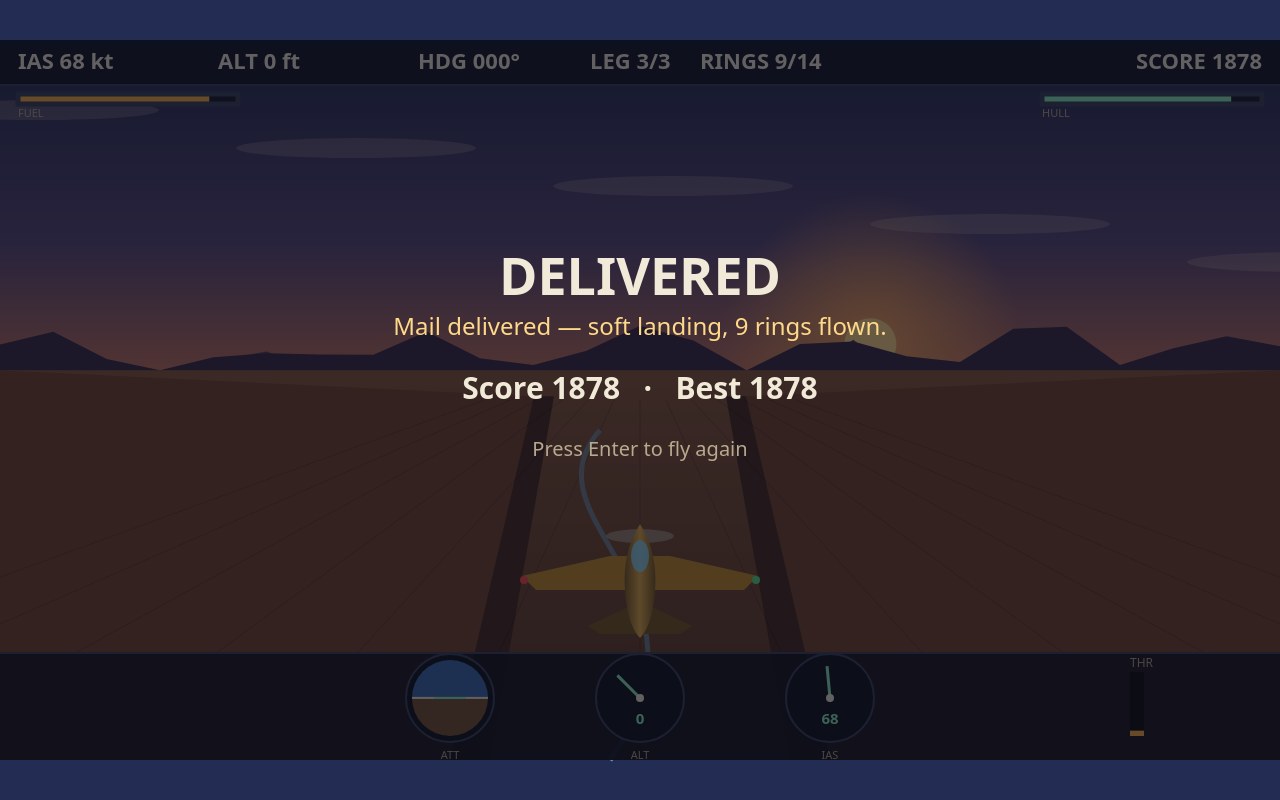 IAS 68 kt ALT 0 ft HDG 000° LEG 3/3 RINGS 9/14 SCORE 1878
FUEL HULL
DELIVERED
Mail delivered — soft landing, 9 rings flown.
Score 1878 · Best 1878
Press Enter to fly again
THR
0 68
ATT ALT IAS